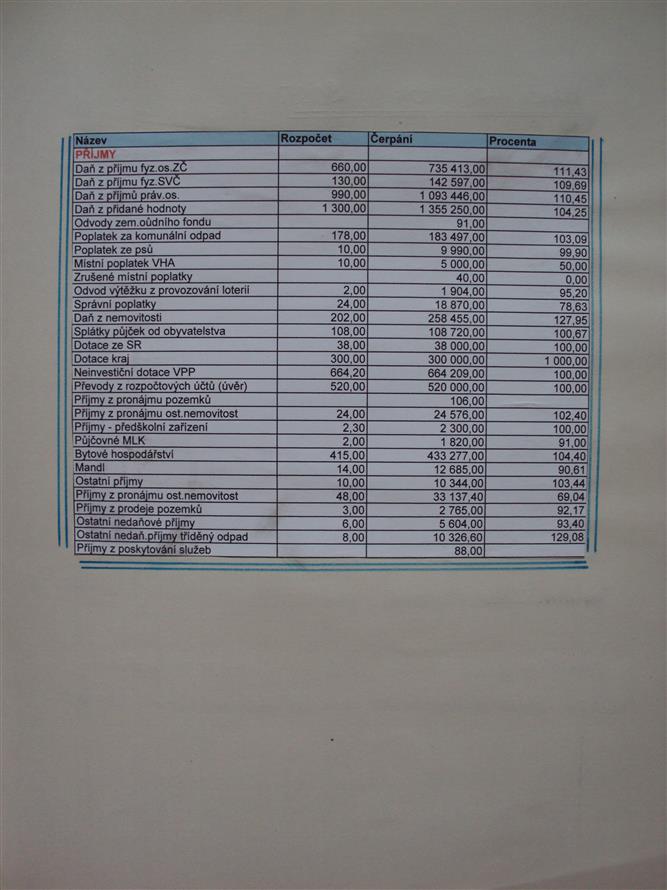 Název Rozpočet Čerpání Procenta
PŘÍJMY
Daň z příjmu fyz.os.ZČ 660,00 735 413,00 111,43
Daň z příjmu fyz.SVČ 130,00 142 597,00 109,69
Daň z příjmů práv.os. 990,00 1 093 446,00 110,45
Daň z přidané hodnoty 1 300,00 1 355 250,00 104,25
Odvody zem.oůdního fondu 91,00
Poplatek za komunální odpad 178,00 183 497,00 103,09
Poplatek ze psů 10,00 9 990,00 99,90
Místní poplatek VHA 10,00 5 000,00 50,00
Zrušené místní poplatky 40,00 0,00
Odvod výtěžku z provozování loterií 2,00 1 904,00 95,20
Správní poplatky 24,00 18 870,00 78,63
Daň z nemovitosti 202,00 258 455,00 127,95
Splátky půjček od obyvatelstva 108,00 108 720,00 100,67
Dotace ze SR 38,00 38 000,00 100,00
Dotace kraj 300,00 300 000,00 1 000,00
Neinvestiční dotace VPP 664,20 664 209,00 100,00
Převody z rozpočtových účtů (úvěr) 520,00 520 000,00 100,00
Příjmy z pronájmu pozemků 106,00
Příjmy z pronájmu ost.nemovitost 24,00 24 576,00 102,40
Příjmy - předškolní zařízení 2,30 2 300,00 100,00
Půjčovné MLK 2,00 1 820,00 91,00
Bytové hospodářství 415,00 433 277,00 104,40
Mandl 14,00 12 685,00 90,61
Ostatní příjmy 10,00 10 344,00 103,44
Příjmy z pronájmu ost.nemovitost 48,00 33 137,40 69,04
Příjmy z prodeje pozemků 3,00 2 765,00 92,17
Ostatní nedaňové příjmy 6,00 5 604,00 93,40
Ostatní nedaň.příjmy tříděný odpad 8,00 10 326,60 129,08
Příjmy z poskytování služeb 88,00